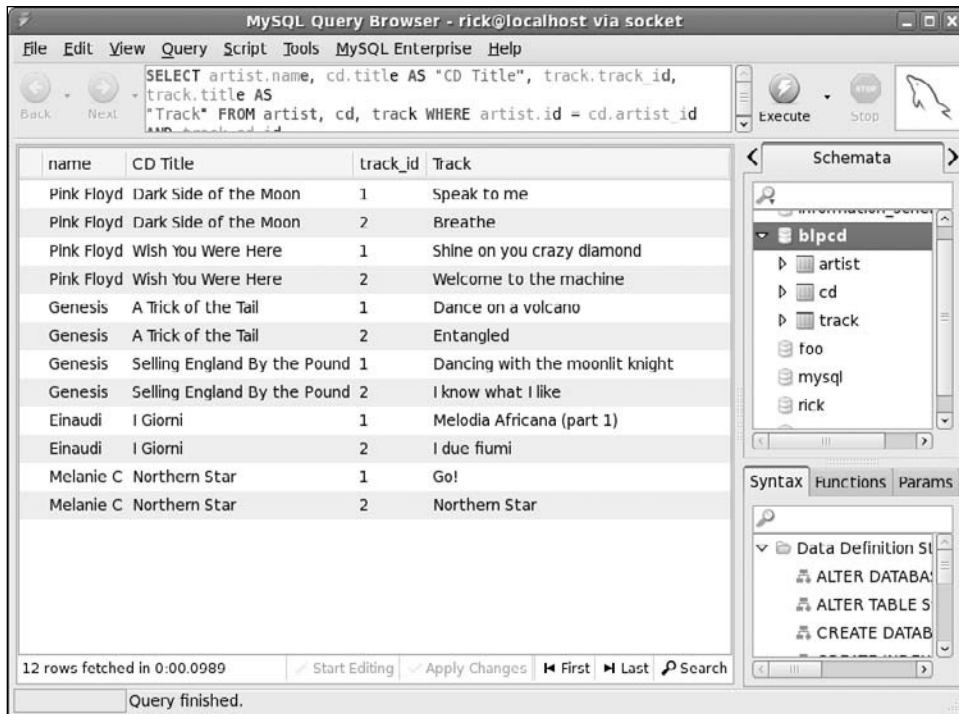 MySQL Query Browser - rick@localhost via socket
File Edit View Query Script Tools MySQL Enterprise Help
Back
Next
SELECT artist.name, cd.title AS "CD Title", track.track_id,
track.title AS
"Track" FROM artist, cd, track WHERE artist.id = cd.artist_id
Execute
STOP
Stop
name CD Title track_id Track
Pink Floyd Dark Side of the Moon 1 Speak to me
Pink Floyd Dark Side of the Moon 2 Breathe
Pink Floyd Wish You Were Here 1 Shine on you crazy diamond
Pink Floyd Wish You Were Here 2 Welcome to the machine
Genesis A Trick of the Tail 1 Dance on a volcano
Genesis A Trick of the Tail 2 Entangled
Genesis Selling England By the Pound 1 Dancing with the moonlit knight
Genesis Selling England By the Pound 2 I know what I like
Einaudi I Giorni 1 Melodia Africana (part 1)
Einaudi I Giorni 2 I due fiumi
Melanie C Northern Star 1 Go!
Melanie C Northern Star 2 Northern Star
12 rows fetched in 0:00.0989 Start Editing Apply Changes First Last Search
Query finished.
Schemata
blpcd
artist
cd
track
foo
mysql
rick
Syntax Functions Params
Data Definition St
ALTER DATABA
ALTER TABLE S
CREATE DATAB